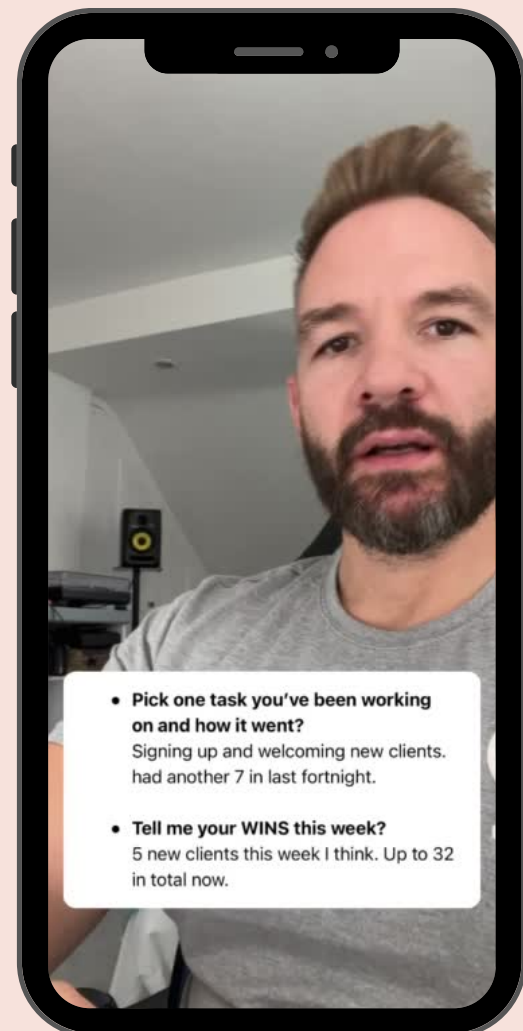 • Pick one task you’ve been working
on and how it went?
Signing up and welcoming new clients.
had another 7 in last fortnight.
• Tell me your WINS this week?
5 new clients this week I think. Up to 32
in total now.